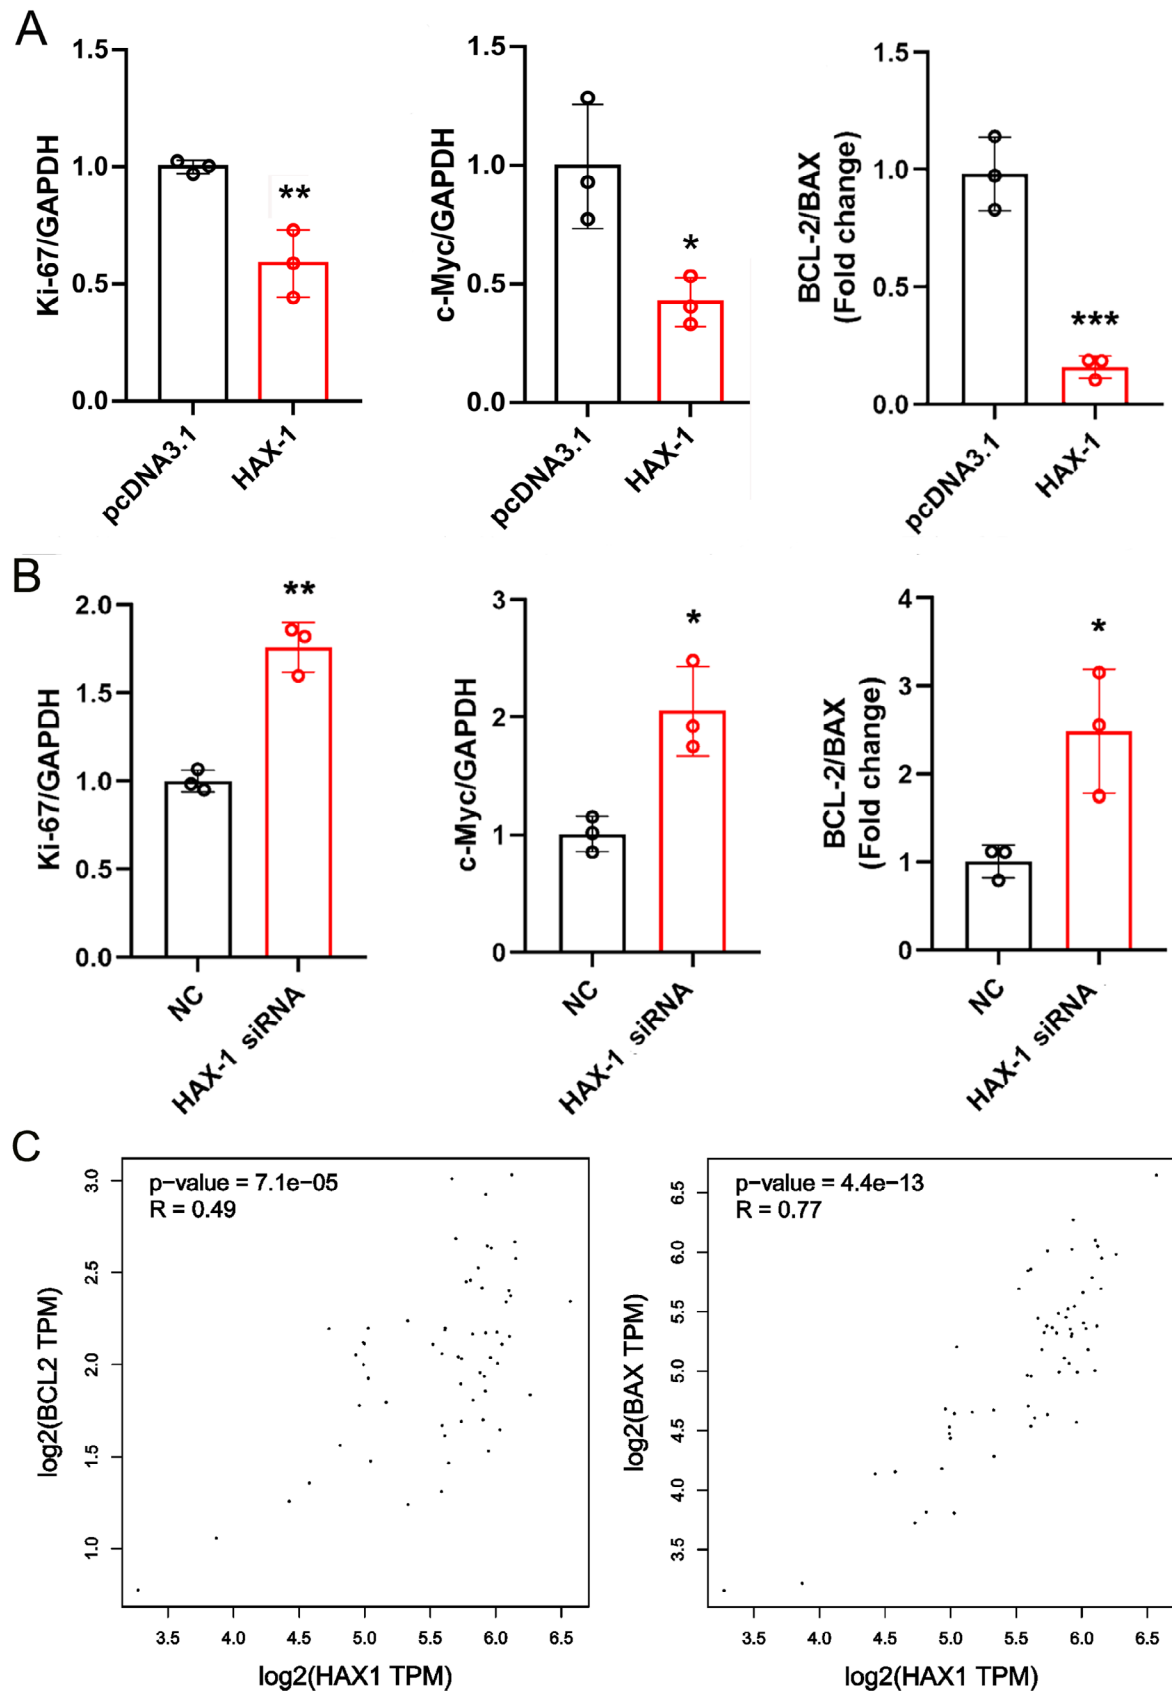 A
Ki-67/GAPDH
1.5
1.0
0.5
0.0
**
pcDNA3.1
HAX-1
c-Myc/GAPDH
1.5
1.0
0.5
0.0
*
pcDNA3.1
HAX-1
BCL-2/BAX
(Fold change)
1.5
1.0
0.5
0.0
***
pcDNA3.1
HAX-1
B
Ki-67/GAPDH
2.0
1.5
1.0
0.5
0.0
**
NC
HAX-1 siRNA
c-Myc/GAPDH
3
2
1
0
*
NC
HAX-1 siRNA
BCL-2/BAX
(Fold change)
4
3
2
1
0
*
NC
HAX-1 siRNA
C
p-value = 7.1e-05
R = 0.49
log2(BCL2 TPM)
3.0
2.5
2.0
1.5
1.0
3.5 4.0 4.5 5.0 5.5 6.0 6.5
log2(HAX1 TPM)
p-value = 4.4e-13
R = 0.77
log2(BAX TPM)
6.5
6.0
5.5
5.0
4.5
4.0
3.5
3.5 4.0 4.5 5.0 5.5 6.0 6.5
log2(HAX1 TPM)